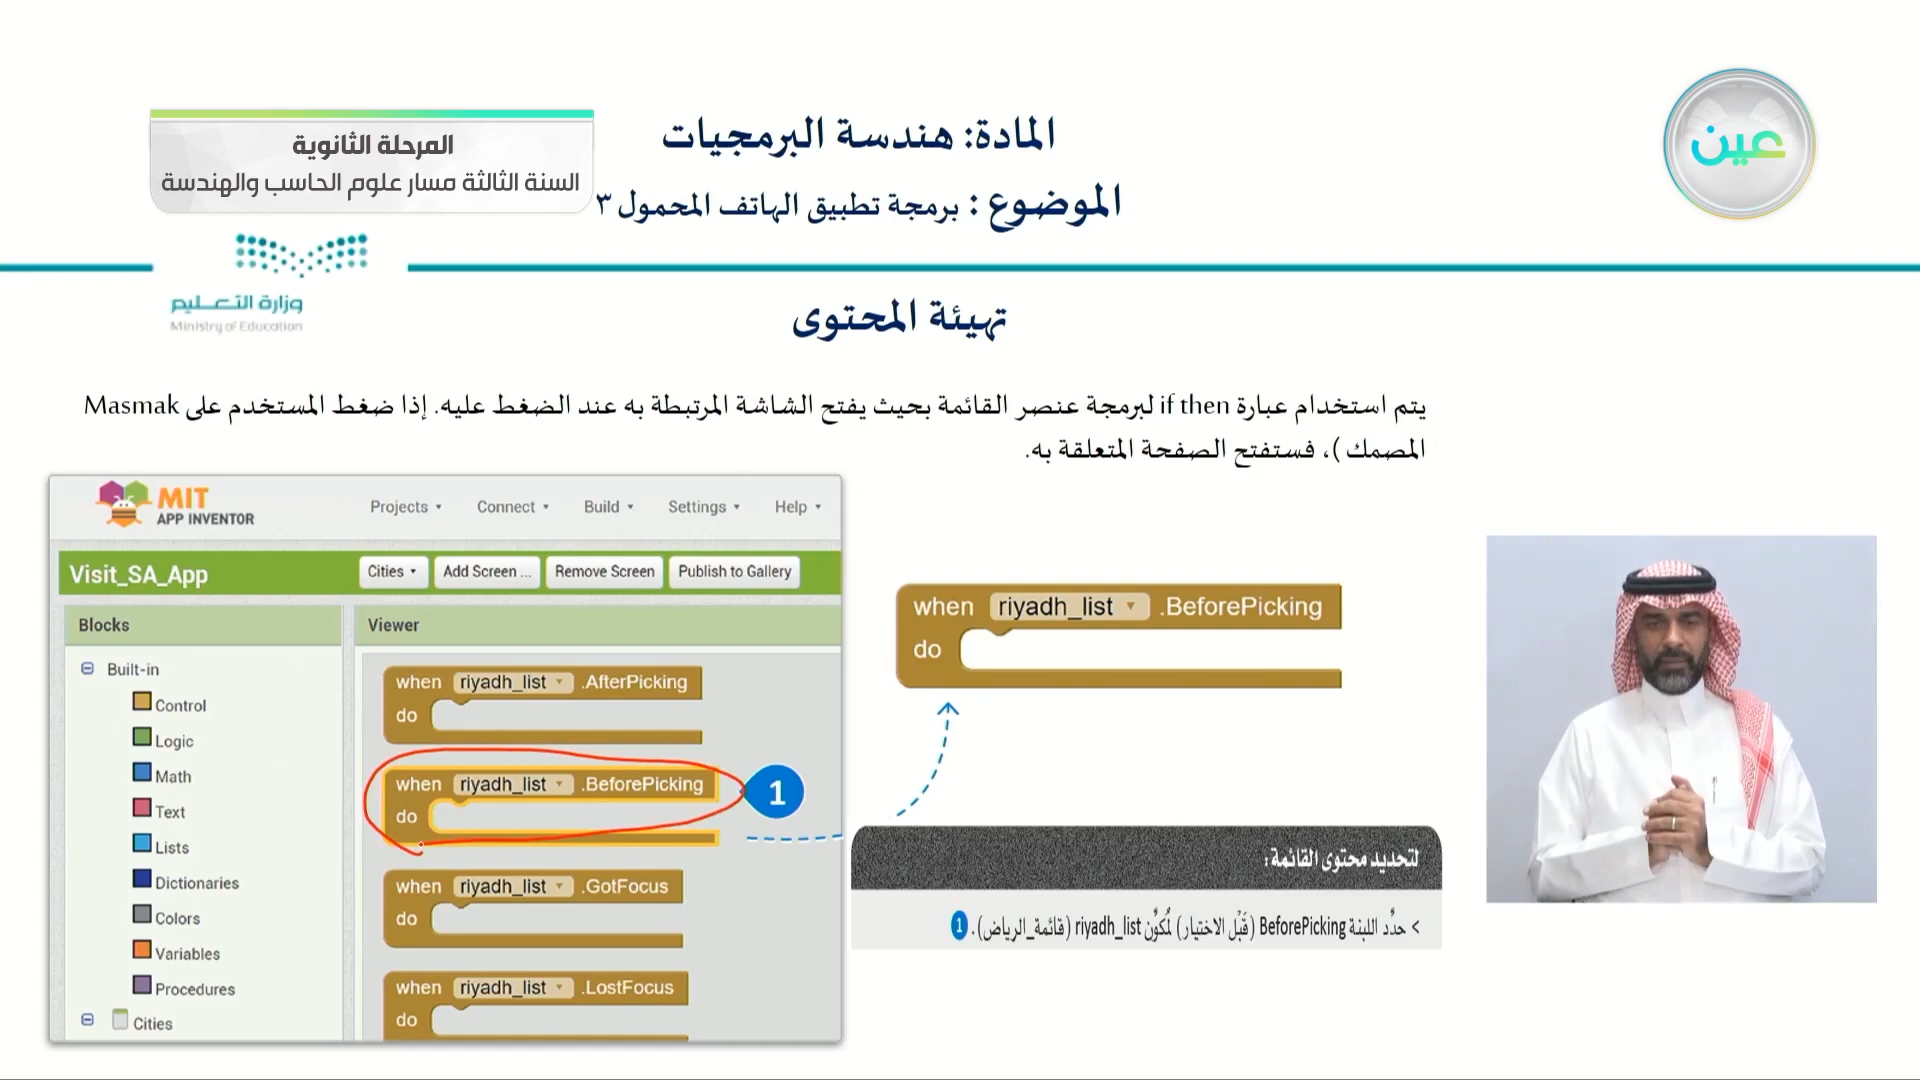 المرحلة الثانوية
السنة الثالثة مسار علوم الحاسب والهندسة
المادة: هندسة البرمجيات
الموضوع : برمجة تطبيق الهاتف المحمول ٣
عين
وزارة التعليم
Ministry of Education
تهيئة المحتوى
يتم استخدام عبارة if then لبرمجة عنصر القائمة بحيث يفتح الشاشة المرتبطة به عند الضغط عليه. إذا ضغط المستخدم على Masmak
المصمك )، فستفتح الصفحة المتعلقة به.
MIT
APP INVENTOR
Projects
Connect
Build
Settings
Help
Visit_SA_App
Cities
Add Screen ...
Remove Screen
Publish to Gallery
Blocks
Viewer
Built-in
Control
Logic
Math
Text
Lists
Dictionaries
Colors
Variables
Procedures
Cities
when riyadh_list .AfterPicking
do
when riyadh_list .BeforePicking
do
1
when riyadh_list .GotFocus
do
when riyadh_list .LostFocus
do
when riyadh_list .BeforePicking
do
لتحديد محتوى القائمة:
> حدِّد اللبنة BeforePicking (قَبْل الاختيار) لمُكوِّن riyadh_list (قائمة_الرياض). 1